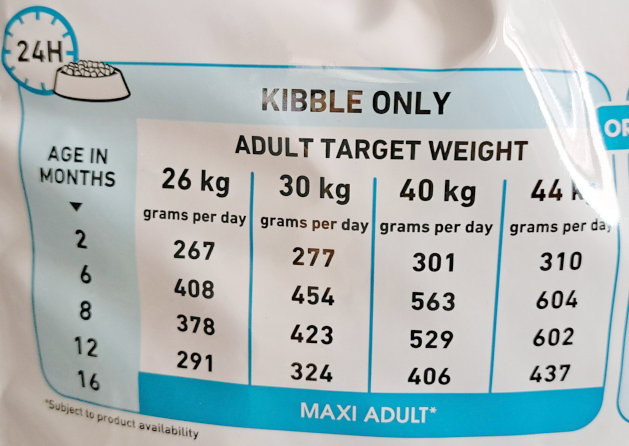 24H
KIBBLE ONLY
OR
AGE IN MONTHS
ADULT TARGET WEIGHT
26 kg 30 kg 40 kg 44
grams per day grams per day grams per day grams per day
2 267 277 301 310
6 408 454 563 604
8 378 423 529 602
12 291 324 406 437
16 MAXI ADULT*
*Subject to product availability